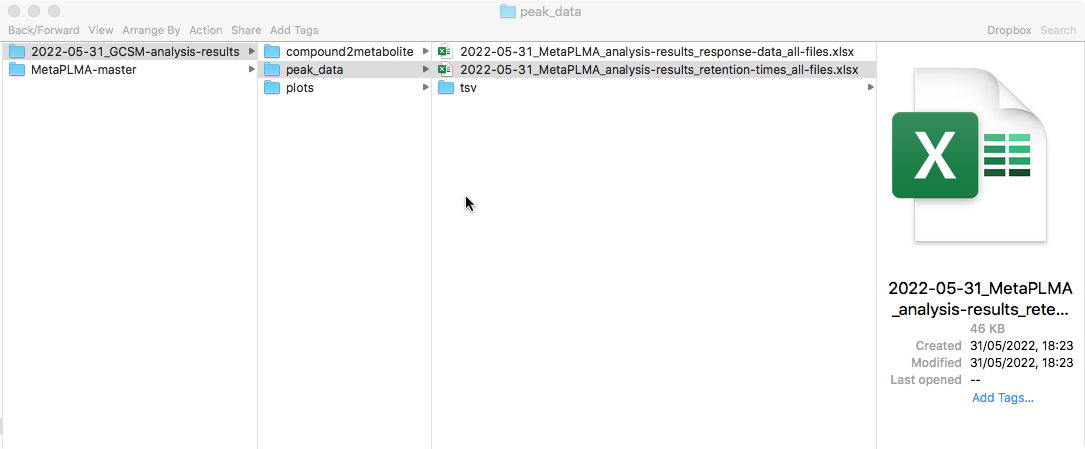 peak_data
Back/Forward View Arrange By Action Share Add Tags Dropbox Search
2022-05-31_GCSM-analysis-results compound2metabolite 2022-05-31_MetaPLMA_analysis-results_response-data_all-files.xlsx
MetaPLMA-master peak_data 2022-05-31_MetaPLMA_analysis-results_retention-times_all-files.xlsx
plots tsv
X
2022-05-31_MetaPLMA
_analysis-results_rete...
46 KB
Created 31/05/2022, 18:23
Modified 31/05/2022, 18:23
Last opened --
Add Tags...